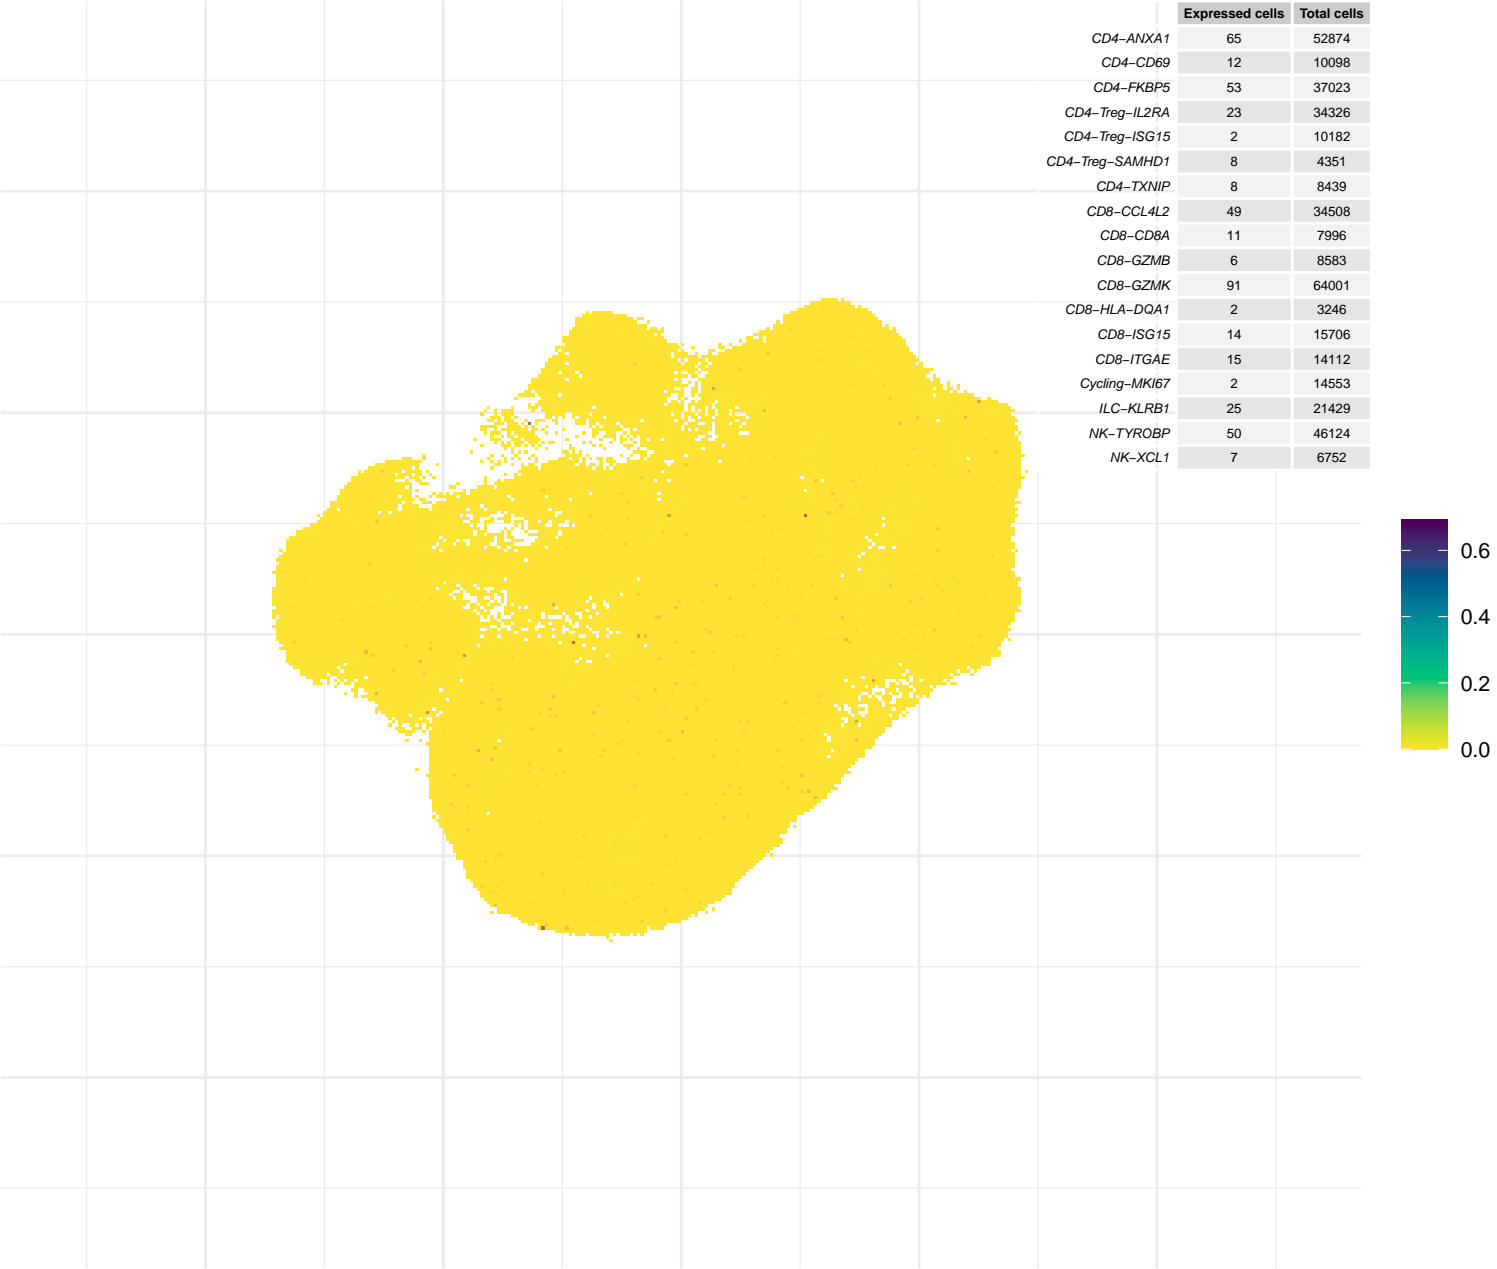 Expressed cells Total cells
CD4−ANXA1 65 52874
CD4−CD69 12 10098
CD4−FKBP5 53 37023
CD4−Treg−IL2RA 23 34326
CD4−Treg−ISG15 2 10182
CD4−Treg−SAMHD1 8 4351
CD4−TXNIP 8 8439
CD8−CCL4L2 49 34508
CD8−CD8A 11 7996
CD8−GZMB 6 8583
CD8−GZMK 91 64001
CD8−HLA−DQA1 2 3246
CD8−ISG15 14 15706
CD8−ITGAE 15 14112
Cycling−MKI67 2 14553
ILC−KLRB1 25 21429
NK−TYROBP 50 46124
NK−XCL1 7 6752
0.6
0.4
0.2
0.0